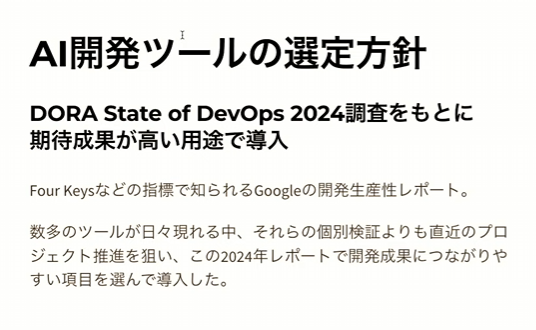 AI開発ツールの選定方針
DORA State of DevOps 2024調査をもとに
期待成果が高い用途で導入
Four Keysなどの指標で知られるGoogleの開発生産性レポート。
数多のツールが日々現れる中、それらの個別検証よりも直近のプロ
ジェクト推進を狙い、この2024年レポートで開発成果につながりや
すい項目を選んで導入した。